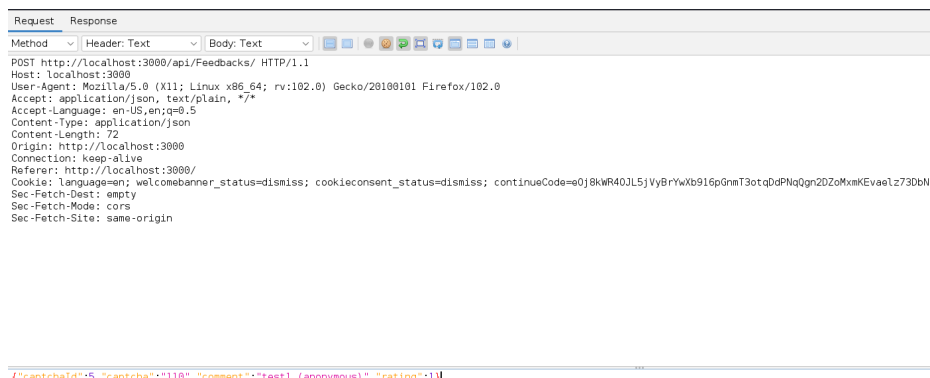 Request Response
Method Header: Text Body: Text
POST http://localhost:3000/api/Feedbacks/ HTTP/1.1
Host: localhost:3000
User-Agent: Mozilla/5.0 (X11; Linux x86_64; rv:102.0) Gecko/20100101 Firefox/102.0
Accept: application/json, text/plain, */*
Accept-Language: en-US,en;q=0.5
Content-Type: application/json
Content-Length: 72
Origin: http://localhost:3000
Connection: keep-alive
Referer: http://localhost:3000/
Cookie: language=en; welcomebanner_status=dismiss; cookieconsent_status=dismiss; continueCode=eOj8kWR4OJL5jVyBrYwXb916pGnmT3otqDdPNqQgn2DZoMxmKEvaelz73DbN
Sec-Fetch-Dest: empty
Sec-Fetch-Mode: cors
Sec-Fetch-Site: same-origin
{"captchaId":5,"captcha":"110","comment":"test1 (anonymous)","rating":1}